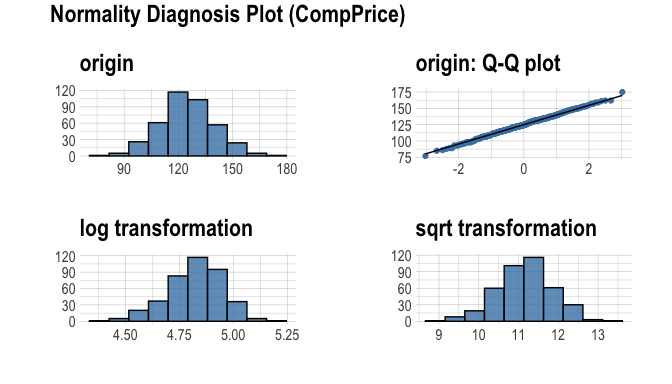 Normality Diagnosis Plot (CompPrice)
origin
120
90
60
30
0
90 120 150 180
origin: Q-Q plot
175
150
125
100
75
-2 0 2
log transformation
120
90
60
30
0
4.50 4.75 5.00 5.25
sqrt transformation
120
90
60
30
0
9 10 11 12 13